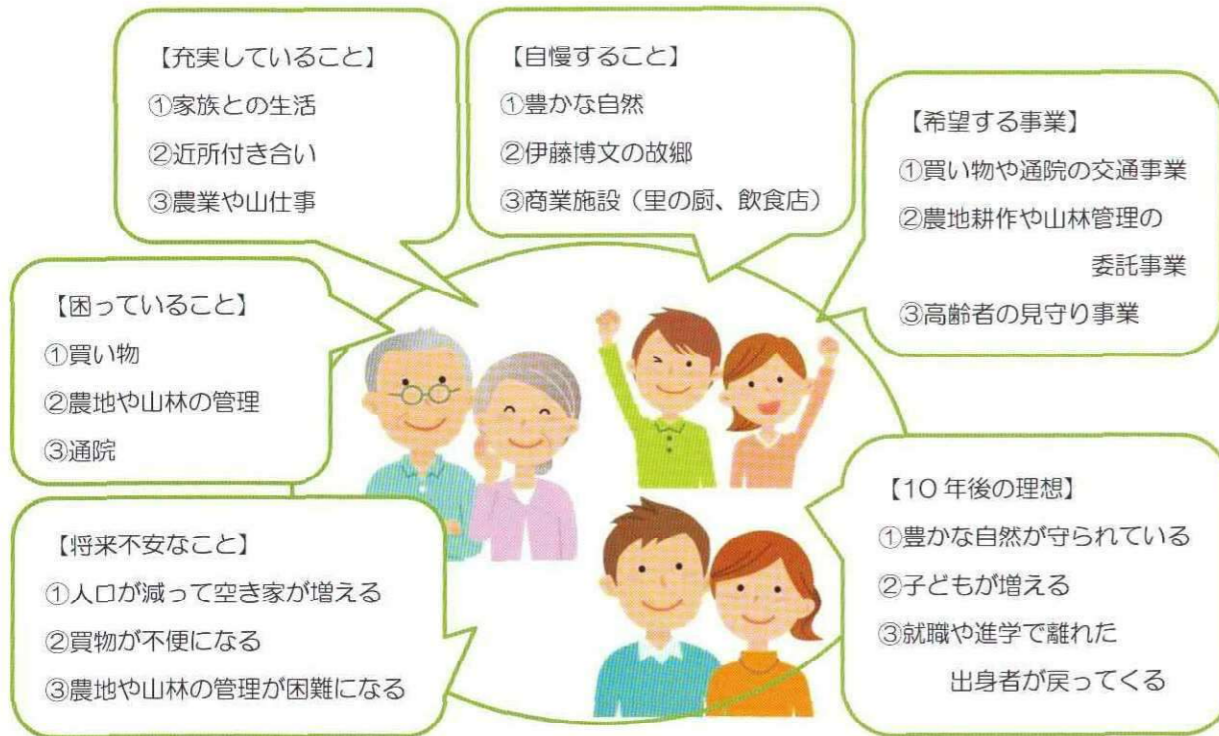 【充実していること】
①家族との生活
②近所付き合い
③農業や山仕事
【自慢すること】
①豊かな自然
②伊藤博文の故郷
③商業施設（里の厨、飲食店）
【希望する事業】
①買い物や通院の交通事業
②農地耕作や山林管理の
委託事業
③高齢者の見守り事業
【困っていること】
①買い物
②農地や山林の管理
③通院
【将来不安なこと】
①人口が減って空き家が増える
②買物が不便になる
③農地や山林の管理が困難になる
【10年後の理想】
①豊かな自然が守られている
②子どもが増える
③就職や進学で離れた
出身者が戻ってくる